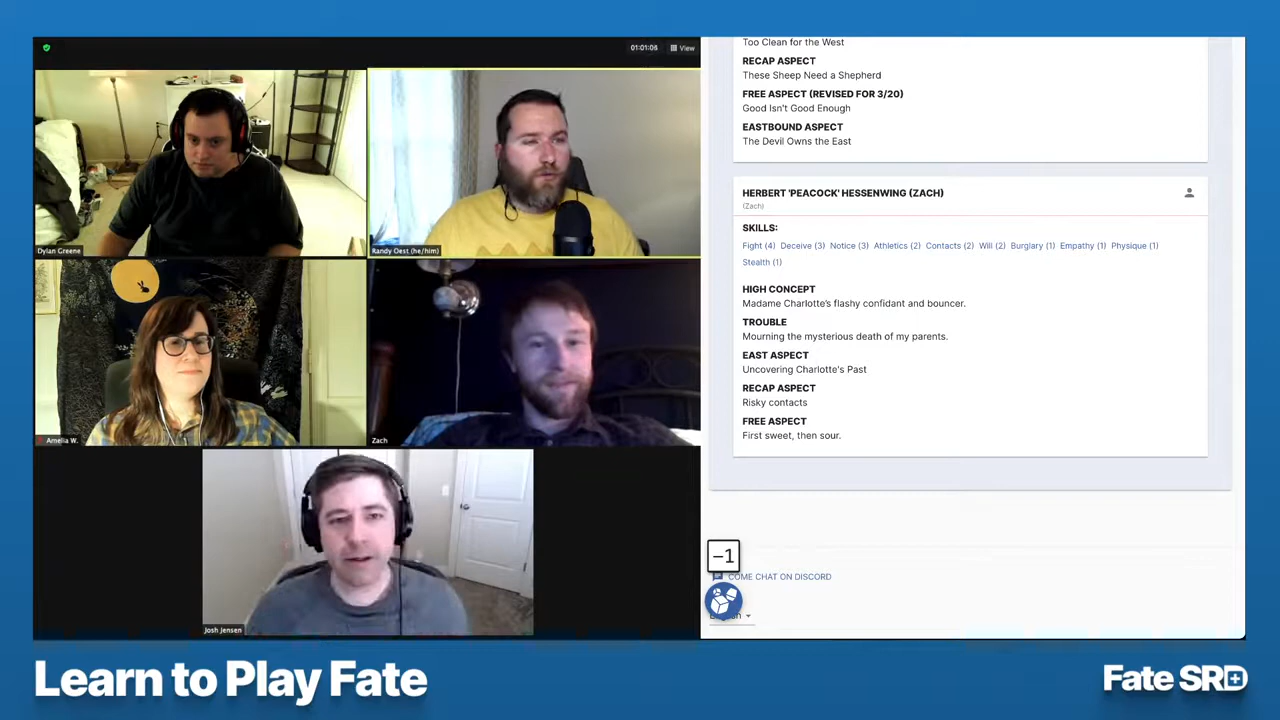 01:01:06
View
Dylan Greene
Randy Oest (he/him)
Amelia W.
Zach
Josh Jensen
Too Clean for the West
RECAP ASPECT
These Sheep Need a Shepherd
FREE ASPECT (REVISED FOR 3/20)
Good Isn't Good Enough
EASTBOUND ASPECT
The Devil Owns the East
HERBERT 'PEACOCK' HESSENWING (ZACH)
(Zach)
SKILLS:
Fight (4) Deceive (3) Notice (3) Athletics (2) Contacts (2) Will (2) Burglary (1) Empathy (1) Physique (1)
Stealth (1)
HIGH CONCEPT
Madame Charlotte's flashy confidant and bouncer.
TROUBLE
Mourning the mysterious death of my parents.
EAST ASPECT
Uncovering Charlotte's Past
RECAP ASPECT
Risky contacts
FREE ASPECT
First sweet, then sour.
−1
COME CHAT ON DISCORD
Learn to Play Fate
Fate SRD